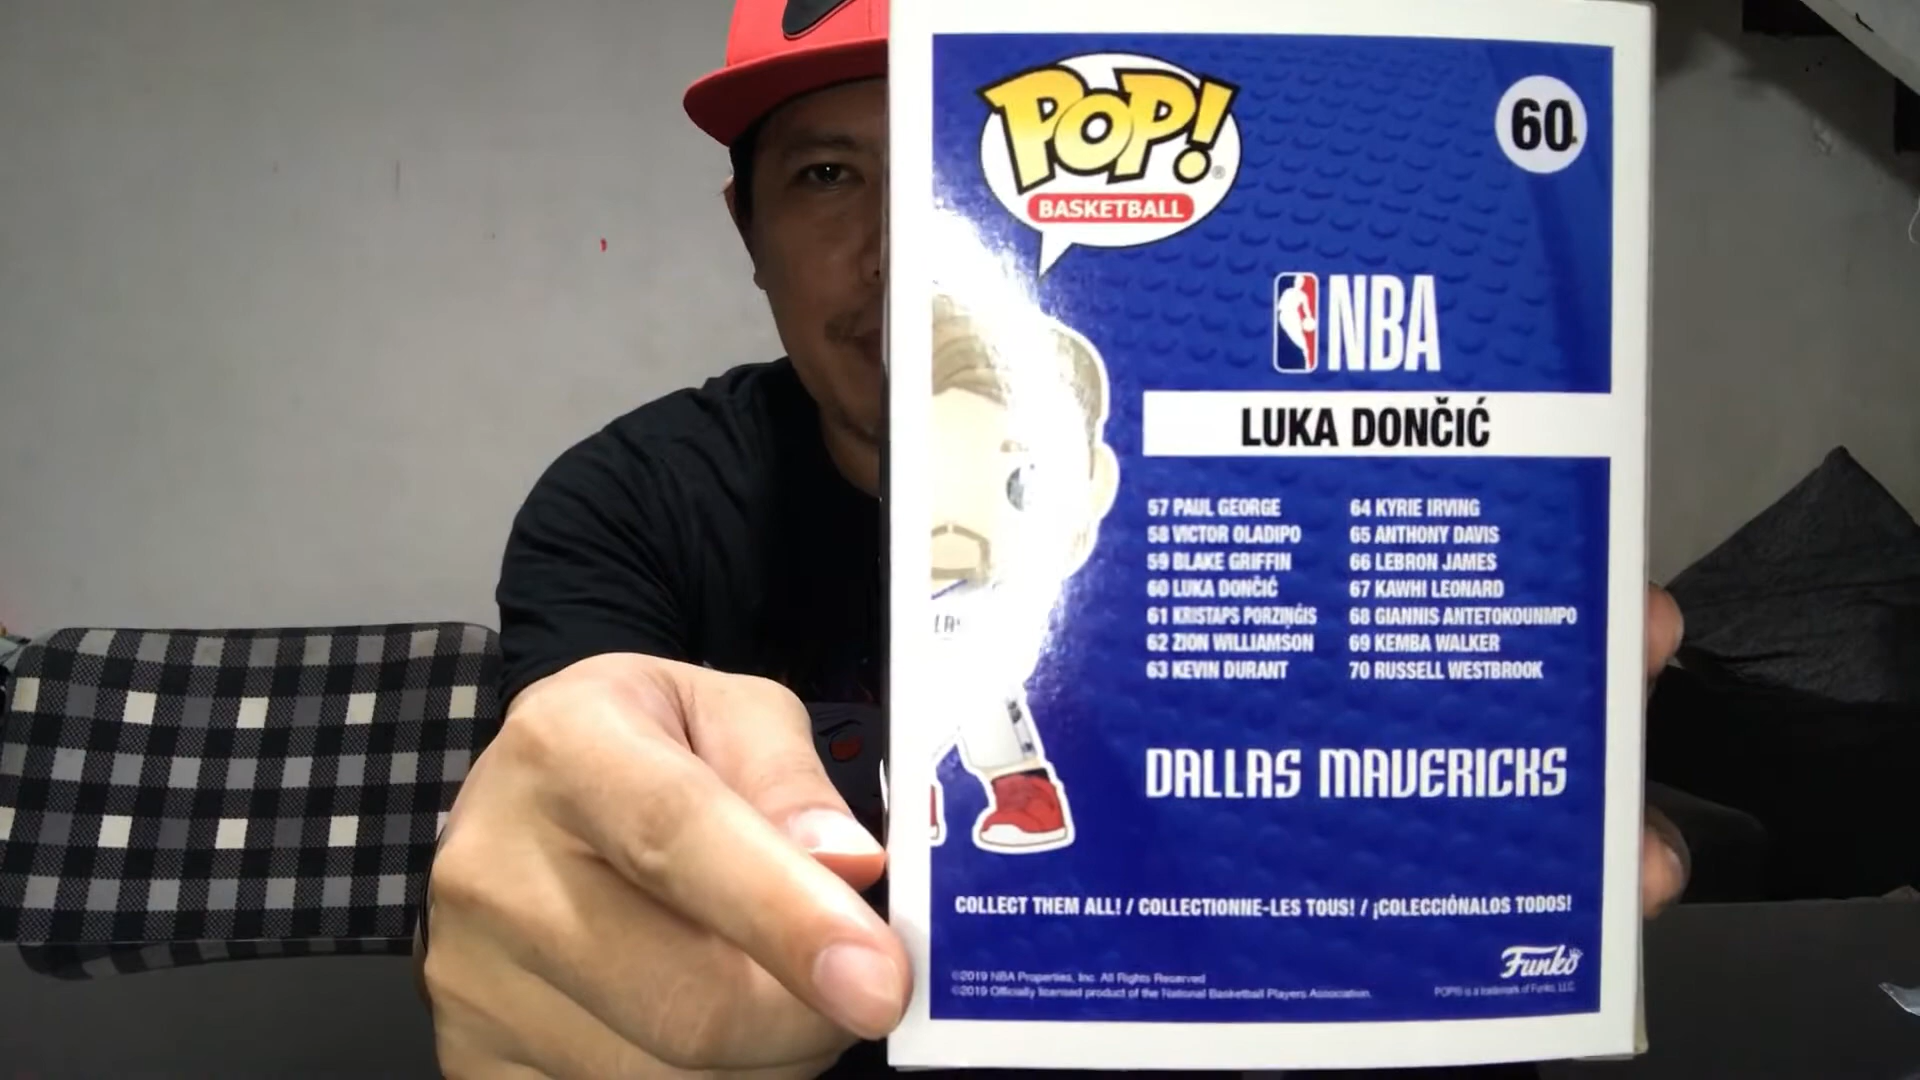 POP!
BASKETBALL
60
NBA
LUKA DONČIĆ
57 PAUL GEORGE
58 VICTOR OLADIPO
59 BLAKE GRIFFIN
60 LUKA DONČIĆ
61 KRISTAPS PORZIŅĢIS
62 ZION WILLIAMSON
63 KEVIN DURANT
64 KYRIE IRVING
65 ANTHONY DAVIS
66 LEBRON JAMES
67 KAWHI LEONARD
68 GIANNIS ANTETOKOUNMPO
69 KEMBA WALKER
70 RUSSELL WESTBROOK
DALLAS MAVERICKS
COLLECT THEM ALL! / COLLECTIONNE-LES TOUS! / ¡COLECCIÓNALOS TODOS!
Funko
©2019 NBA Properties, Inc. All Rights Reserved
©2019 Officially licensed product of the National Basketball Players Association.
POP!® is a trademark of Funko, LLC